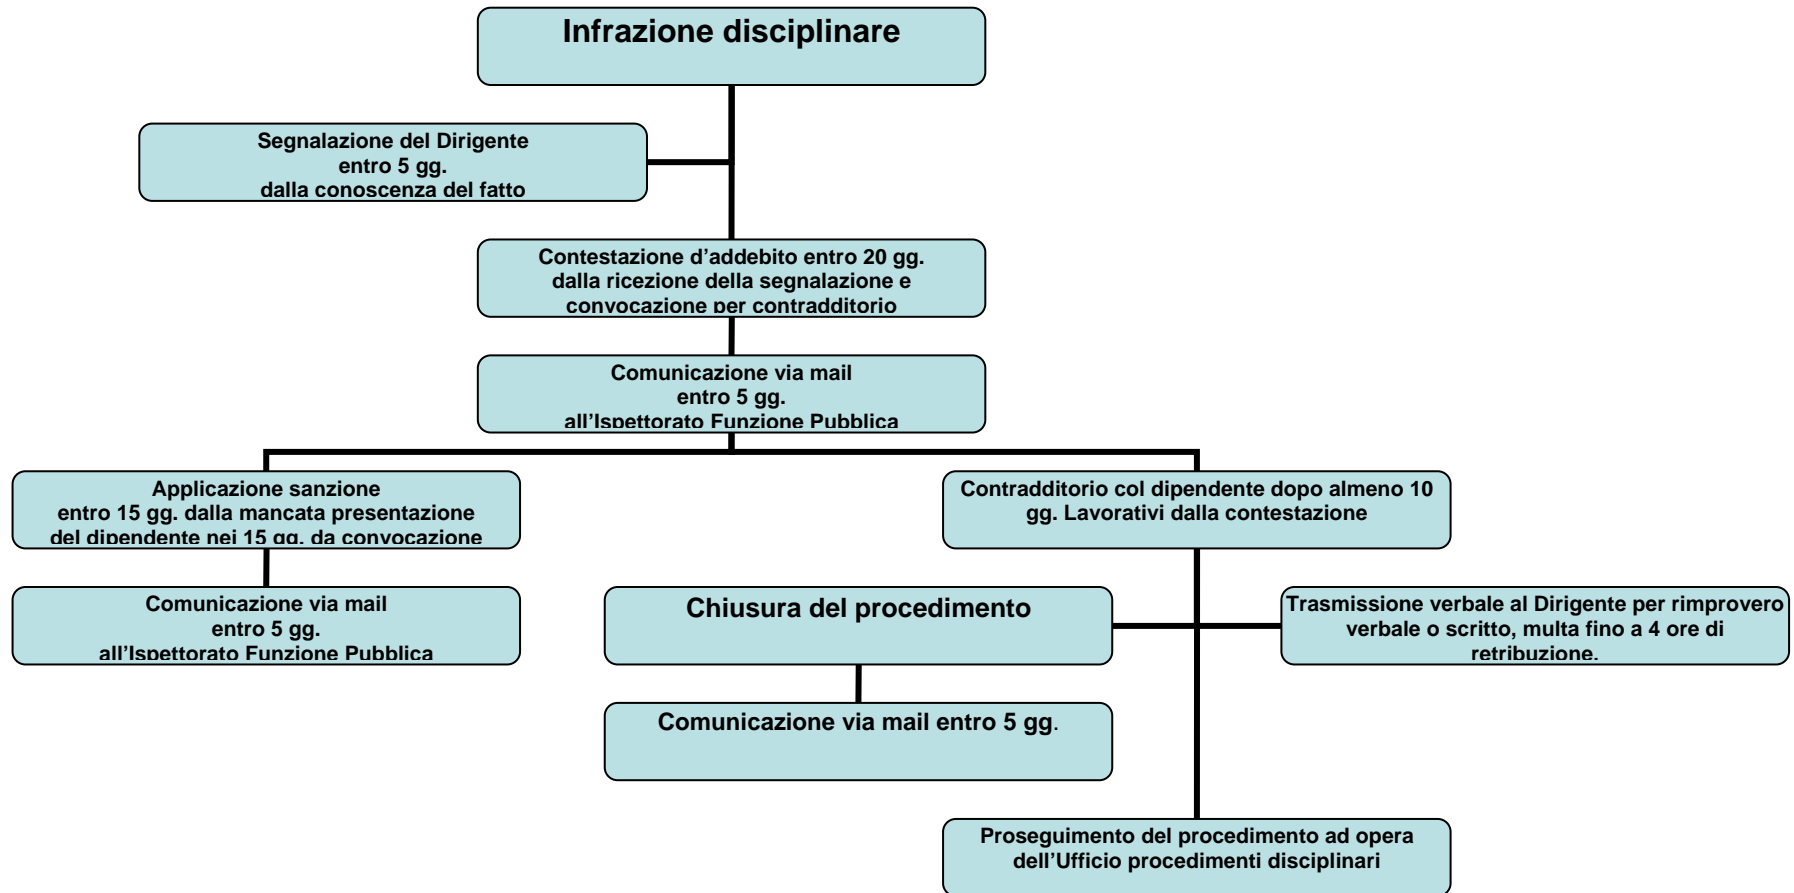 Infrazione disciplinare
Segnalazione del Dirigente
entro 5 gg.
dalla conoscenza del fatto
Contestazione d’addebito entro 20 gg.
dalla ricezione della segnalazione e
convocazione per contradditorio
Comunicazione via mail
entro 5 gg.
all’Ispettorato Funzione Pubblica
Applicazione sanzione
entro 15 gg. dalla mancata presentazione
del dipendente nei 15 gg. da convocazione
Contradditorio col dipendente dopo almeno 10
gg. Lavorativi dalla contestazione
Comunicazione via mail
entro 5 gg.
all’Ispettorato Funzione Pubblica
Chiusura del procedimento
Trasmissione verbale al Dirigente per rimprovero
verbale o scritto, multa fino a 4 ore di
retribuzione.
Comunicazione via mail entro 5 gg.
Proseguimento del procedimento ad opera
dell’Ufficio procedimenti disciplinari